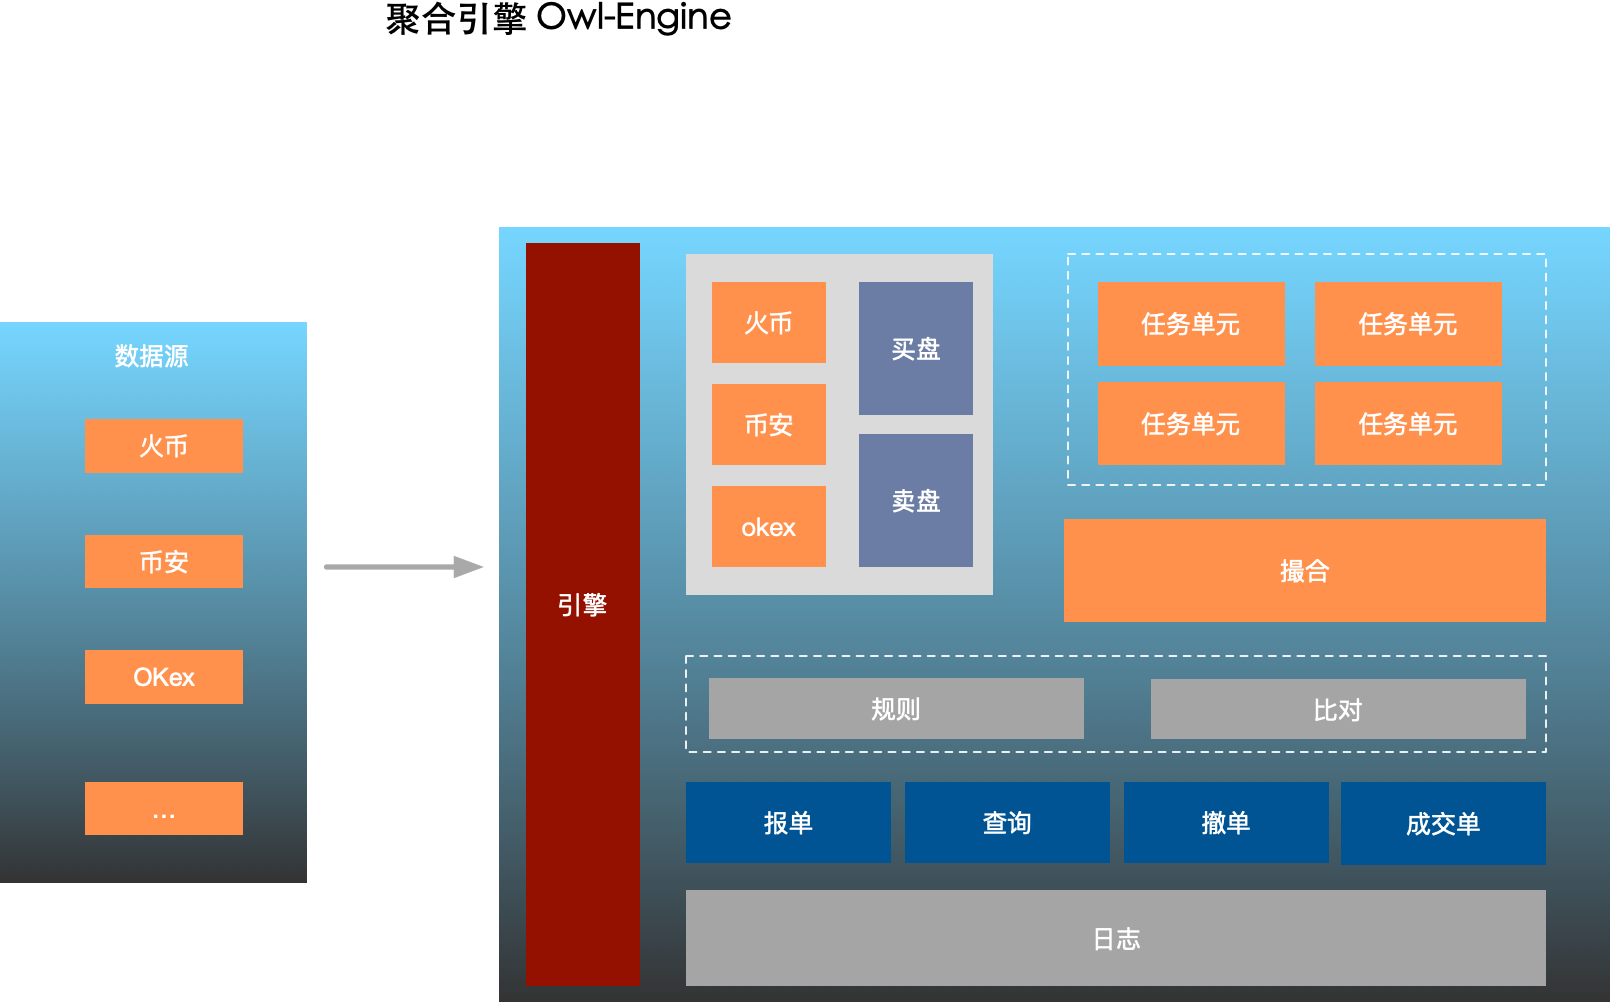 聚合引擎 Owl-Engine
数据源
火币
币安
OKex
...
引擎
火币
币安
okex
买盘
卖盘
任务单元
任务单元
任务单元
任务单元
撮合
规则
比对
报单
查询
撤单
成交单
日志